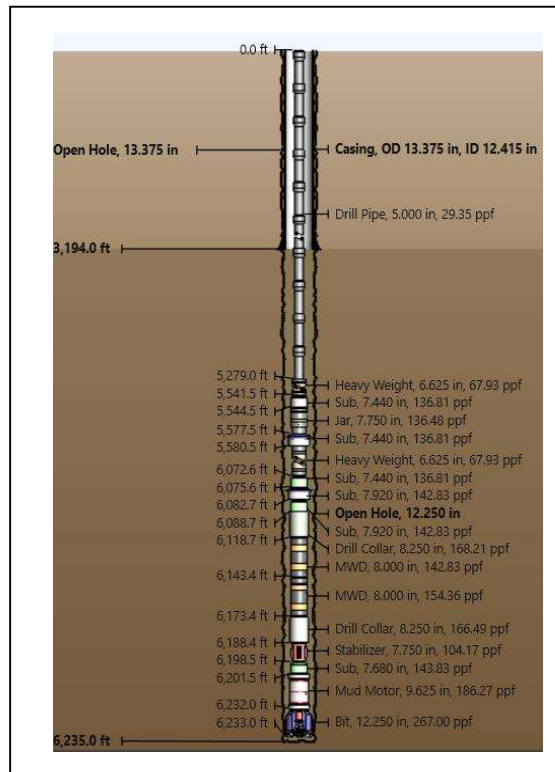 0.0 ft
Open Hole, 13.375 in
Casing, OD 13.375 in, ID 12.415 in
Drill Pipe, 5.000 in, 29.35 ppf
3,194.0 ft
5,279.0 ft
Heavy Weight, 6.625 in, 67.93 ppf
5,541.5 ft
Sub, 7.440 in, 136.81 ppf
5,544.5 ft
Jar, 7.750 in, 136.48 ppf
5,577.5 ft
Sub, 7.440 in, 136.81 ppf
5,580.5 ft
Heavy Weight, 6.625 in, 67.93 ppf
6,072.6 ft
Sub, 7.440 in, 136.81 ppf
6,075.6 ft
Sub, 7.920 in, 142.83 ppf
6,082.7 ft
Open Hole, 12.250 in
6,088.7 ft
Sub, 7.920 in, 142.83 ppf
6,118.7 ft
Drill Collar, 8.250 in, 168.21 ppf
MWD, 8.000 in, 142.83 ppf
6,143.4 ft
MWD, 8.000 in, 154.36 ppf
6,173.4 ft
Drill Collar, 8.250 in, 166.49 ppf
6,188.4 ft
Stabilizer, 7.750 in, 104.17 ppf
6,198.5 ft
Sub, 7.680 in, 143.83 ppf
6,201.5 ft
Mud Motor, 9.625 in, 186.27 ppf
6,232.0 ft
6,233.0 ft
Bit, 12.250 in, 267.00 ppf
6,235.0 ft